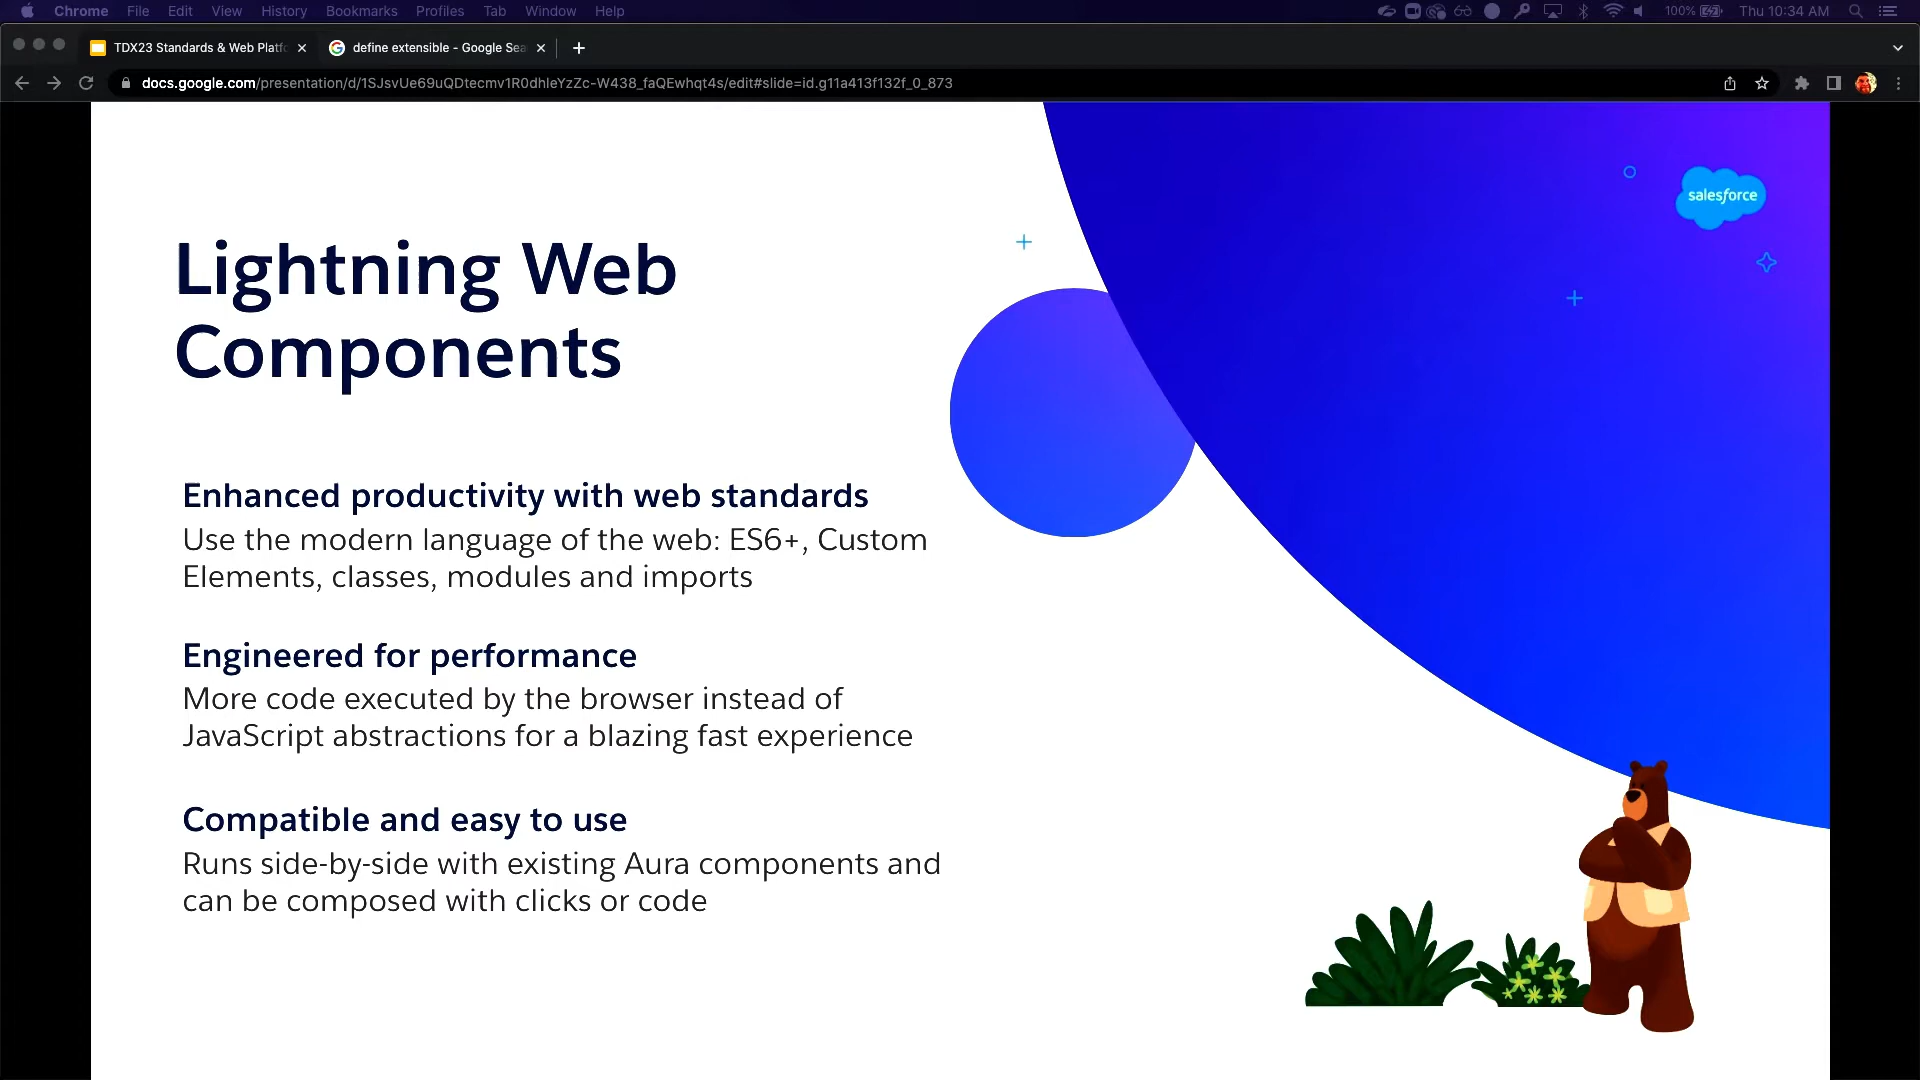 Chrome File Edit View History Bookmarks Profiles Tab Window Help 100% Thu 10:34 AM
TDX23 Standards & Web Platfo define extensible - Google Sea
docs.google.com/presentation/d/1SJsvUe69uQDtecmv1R0dhleYzZc-W438_faQEwhqt4s/edit#slide=id.g11a413f132f_0_873
salesforce
Lightning Web
Components
Enhanced productivity with web standards
Use the modern language of the web: ES6+, Custom
Elements, classes, modules and imports
Engineered for performance
More code executed by the browser instead of
JavaScript abstractions for a blazing fast experience
Compatible and easy to use
Runs side-by-side with existing Aura components and
can be composed with clicks or code